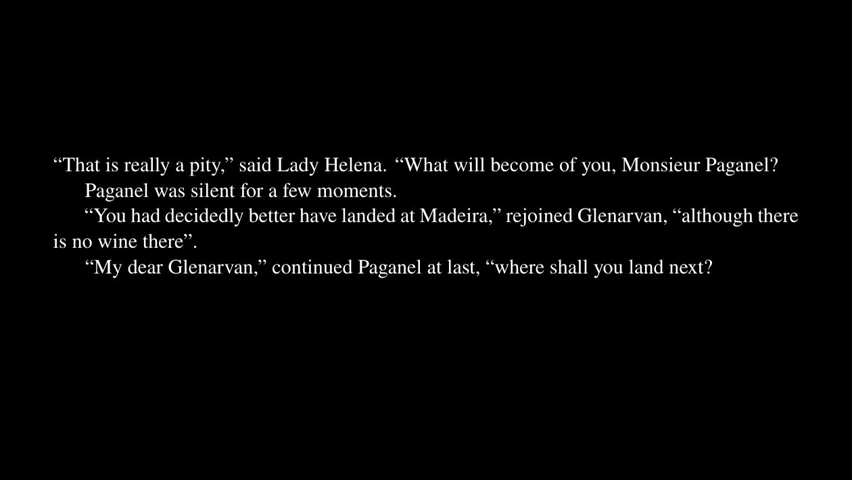 “That is really a pity,” said Lady Helena. “What will become of you, Monsieur Paganel?
Paganel was silent for a few moments.
“You had decidedly better have landed at Madeira,” rejoined Glenarvan, “although there
is no wine there”.
“My dear Glenarvan,” continued Paganel at last, “where shall you land next?